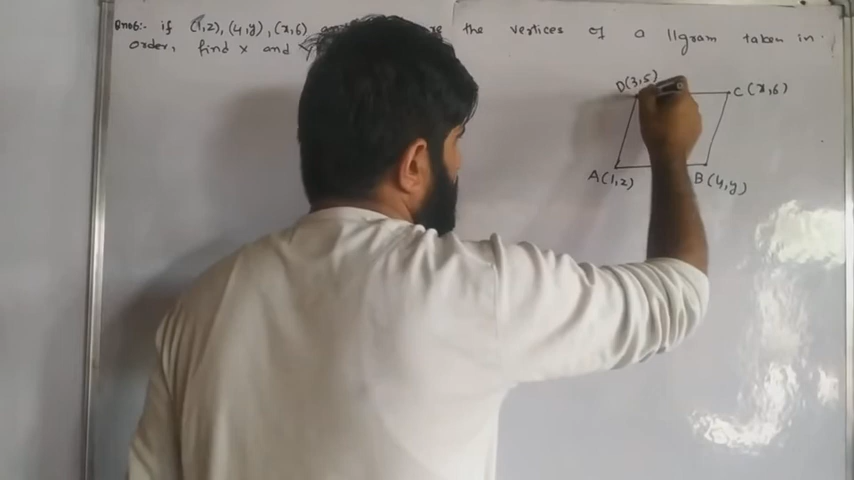 Qno6:- if (1,2), (4,y), (x,6) the vertices of a llgram taken in
order, find x and
D(3,5)
C(x,6)
A(1,2)
B(4,y)